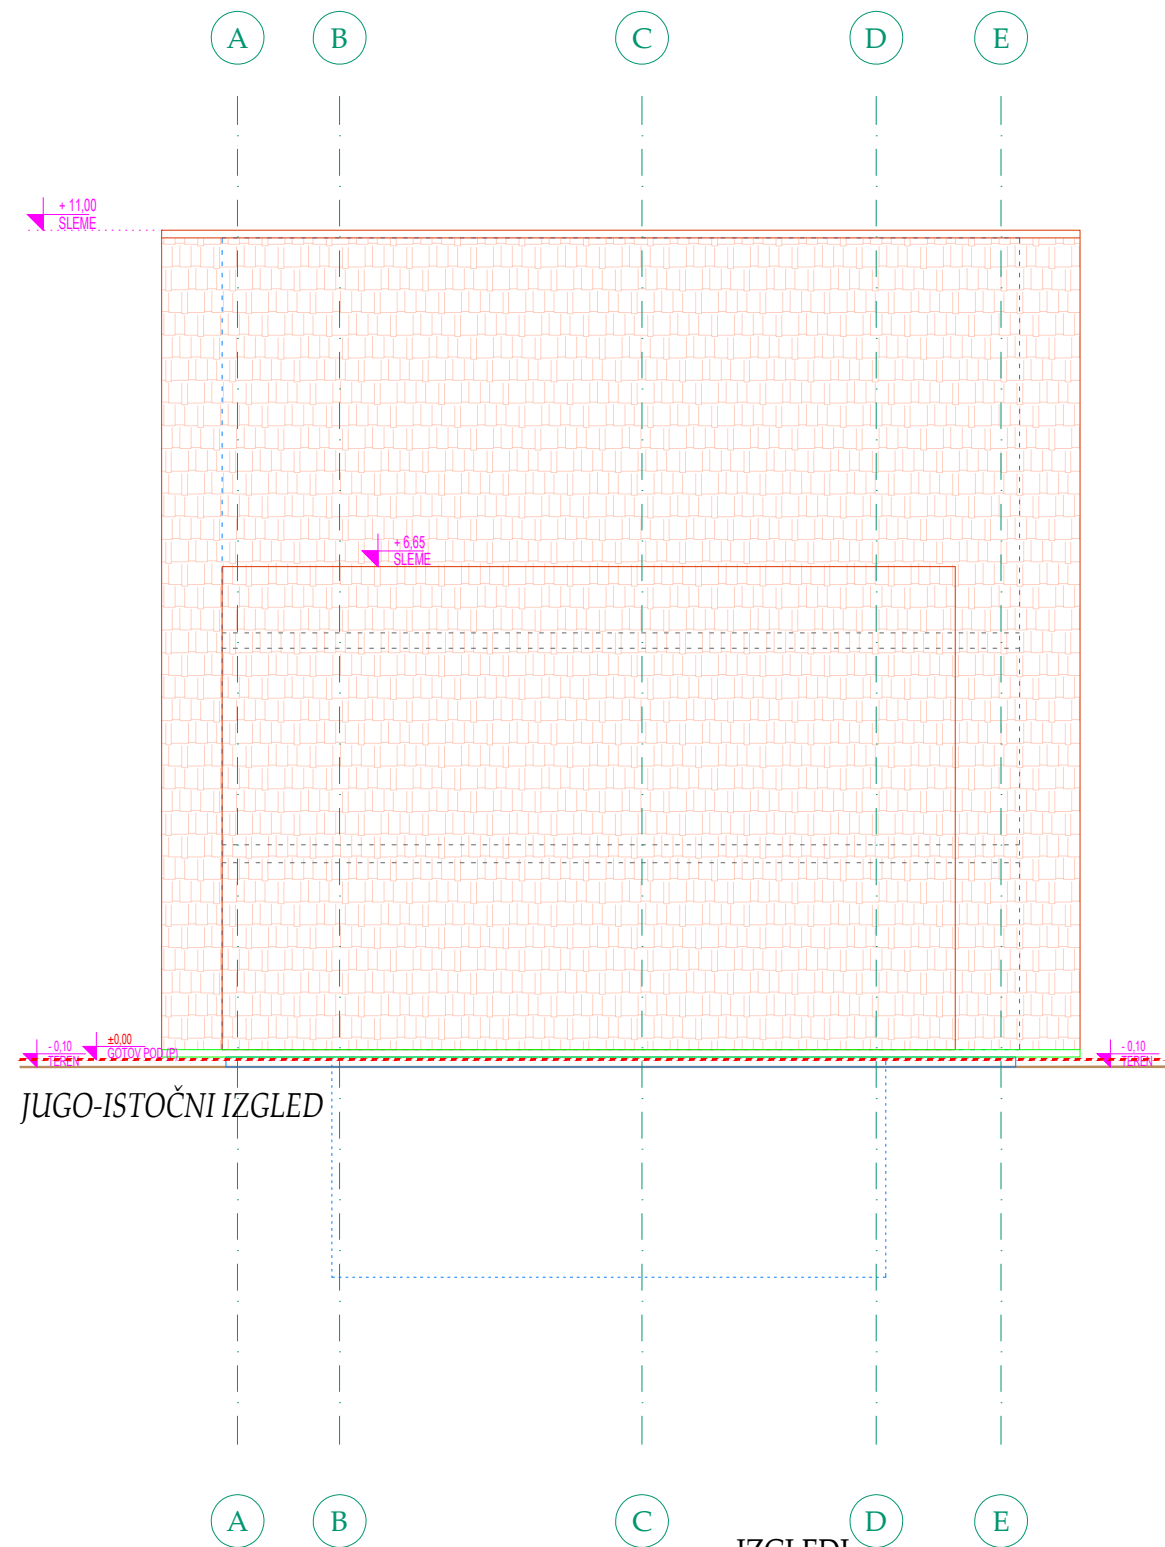 A B C D E
+ 11,00
SLEME
+ 6,65
SLEME
- 0,10
TEREN
±0,00
GOTOV POD (P)
- 0,10
TEREN
JUGO-ISTOČNI IZGLED
A B C D E
IZGLEDI